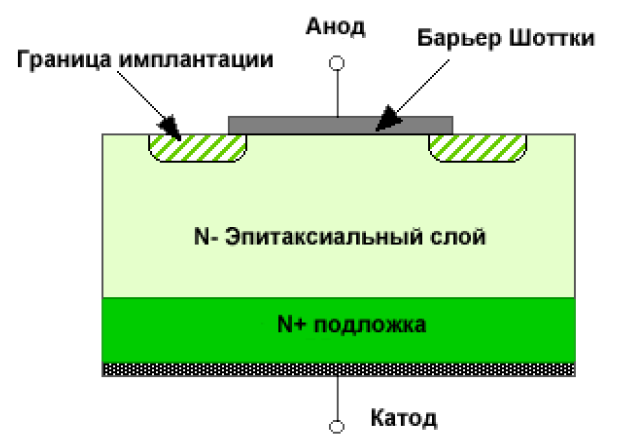 Анод
Барьер Шоттки
Граница имплантации
N- Эпитаксиальный слой
N+ подложка
Катод